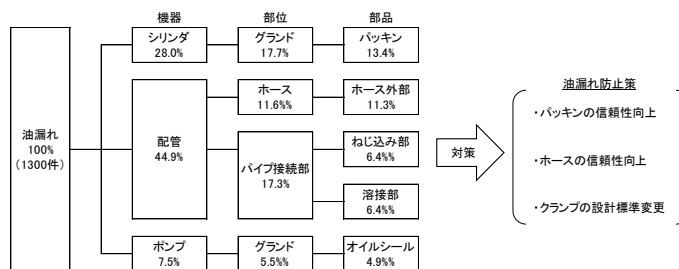 機器
部位
部品
シリンダ
28.0%
グランド
17.7%
パッキン
13.4%
油漏れ
100%
(1300件)
配管
44.9%
ホース
11.6%%
ホース外部
11.3%
パイプ接続部
17.3%
ねじ込み部
6.4%%
溶接部
6.4%%
ポンプ
7.5%
グランド
5.5%%
オイルシール
4.9%%
対策
油漏れ防止策
・パッキンの信頼性向上
・ホースの信頼性向上
・クランプの設計標準変更